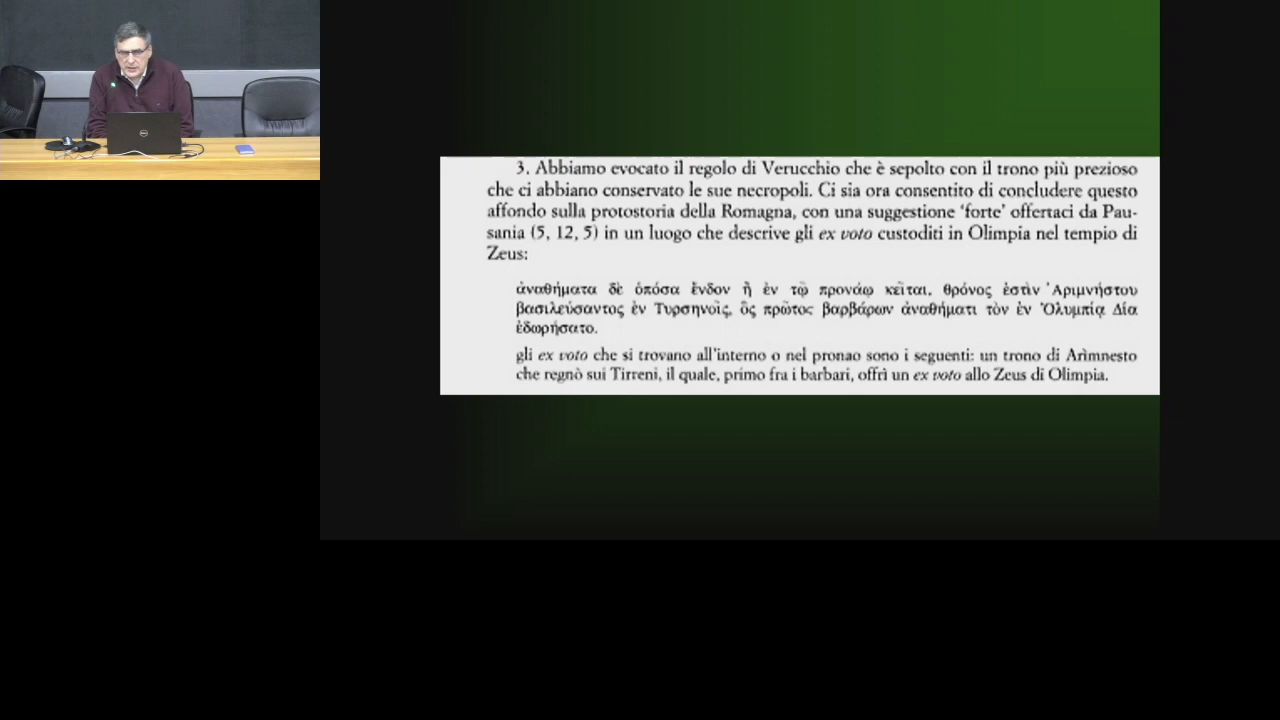 3. Abbiamo evocato il regolo di Verucchio che è sepolto con il trono più prezioso
che ci abbiano conservato le sue necropoli. Ci sia ora consentito di concludere questo
affondo sulla protostoria della Romagna, con una suggestione ‘forte’ offertaci da Pau-
sania (5, 12, 5) in un luogo che descrive gli ex voto custoditi in Olimpia nel tempio di
Zeus:
ἀναθήματα δὲ ὁπόσα ἔνδον ἢ ἐν τῷ προνάῳ κεῖται, θρόνος ἐστὶν Ἀριμνήστου
βασιλεύσαντος ἐν Τυρσηνοῖς, ὃς πρῶτος βαρβάρων ἀναθήματι τὸν ἐν Ὀλυμπίᾳ Δία
ἐδωρήσατο.
gli ex voto che si trovano all'interno o nel pronao sono i seguenti: un trono di Arìmnesto
che regnò sui Tirreni, il quale, primo fra i barbari, offrì un ex voto allo Zeus di Olimpia.